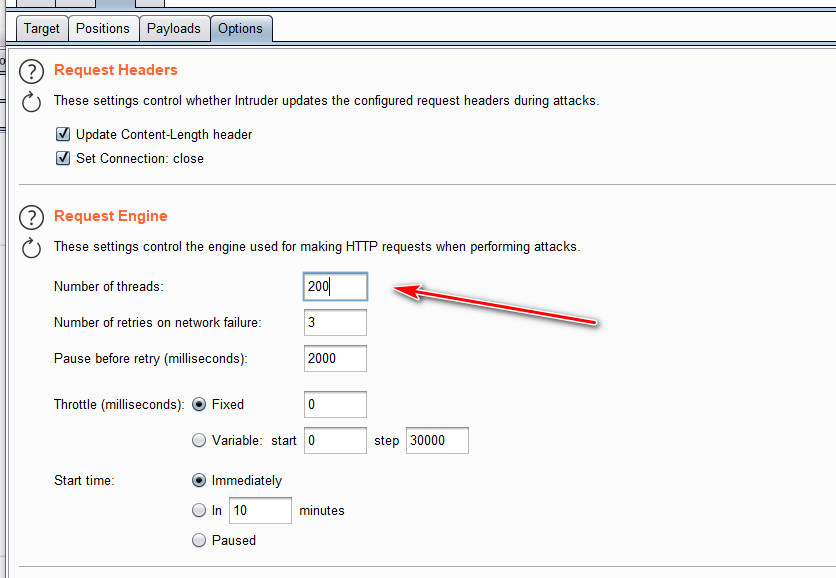 Target Positions Payloads Options
Request Headers
These settings control whether Intruder updates the configured request headers during attacks.
Update Content-Length header
Set Connection: close
Request Engine
These settings control the engine used for making HTTP requests when performing attacks.
Number of threads: 200
Number of retries on network failure: 3
Pause before retry (milliseconds): 2000
Throttle (milliseconds): Fixed 0
Variable: start 0 step 30000
Start time: Immediately
In 10 minutes
Paused